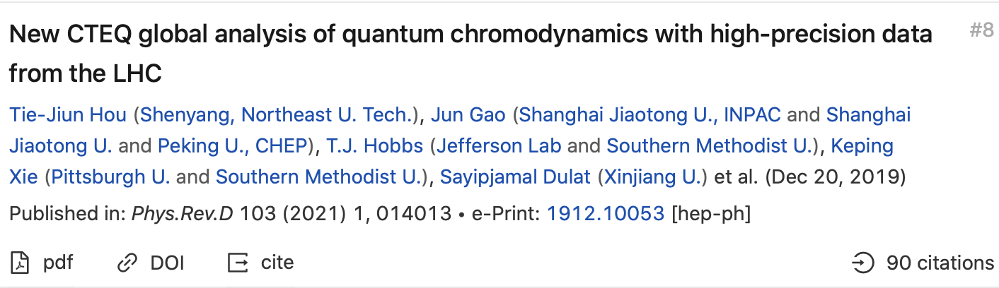 New CTEQ global analysis of quantum chromodynamics with high-precision data #8
from the LHC
Tie-Jiun Hou (Shenyang, Northeast U. Tech.), Jun Gao (Shanghai Jiaotong U., INPAC and Shanghai
Jiaotong U. and Peking U., CHEP), T.J. Hobbs (Jefferson Lab and Southern Methodist U.), Keping
Xie (Pittsburgh U. and Southern Methodist U.), Sayipjamal Dulat (Xinjiang U.) et al. (Dec 20, 2019)
Published in: Phys.Rev.D 103 (2021) 1, 014013 • e-Print: 1912.10053 [hep-ph]
pdf DOI cite 90 citations